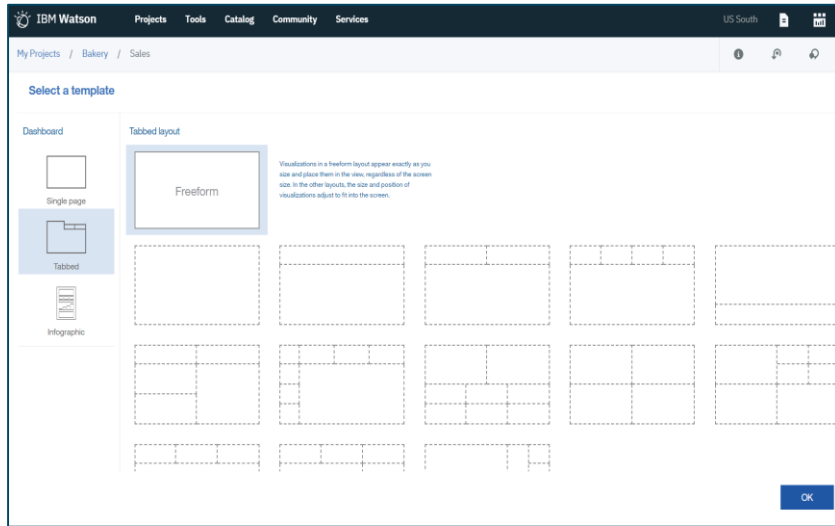 IBM Watson Projects Tools Catalog Community Services US South
My Projects / Bakery / Sales
Select a template
Dashboard
Tabbed layout
Single page
Tabbed
Infographic
Freeform
Visualizations in a freeform layout appear exactly as you
size and place them in the view, regardless of the screen
size. In the other layouts, the size and position of
visualizations adjust to fit into the screen.
OK